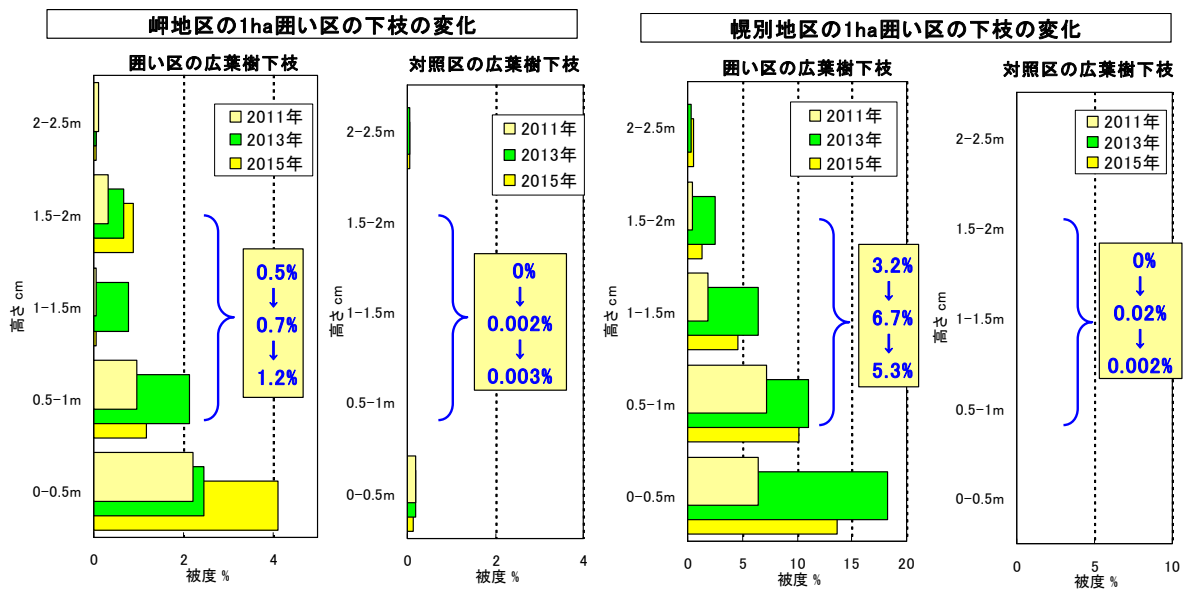 岬地区の1ha囲い区の下枝の変化
囲い区の広葉樹下枝
2011年
2013年
2015年
高さ cm
2-2.5m
1.5-2m
1-1.5m
0.5-1m
0-0.5m
0.5%
↓
0.7%
↓
1.2%
0 2 4
被度 %
対照区の広葉樹下枝
2011年
2013年
2015年
高さ cm
2-2.5m
1.5-2m
1-1.5m
0.5-1m
0-0.5m
0%
↓
0.002%
↓
0.003%
0 2 4
被度 %
幌別地区の1ha囲い区の下枝の変化
囲い区の広葉樹下枝
2011年
2013年
2015年
高さ cm
2-2.5m
1.5-2m
1-1.5m
0.5-1m
0-0.5m
3.2%
↓
6.7%
↓
5.3%
0 5 10 15 20
被度 %
対照区の広葉樹下枝
2011年
2013年
2015年
高さ cm
2-2.5m
1.5-2m
1-1.5m
0.5-1m
0-0.5m
0%
↓
0.02%
↓
0.002%
0 5 10
被度 %